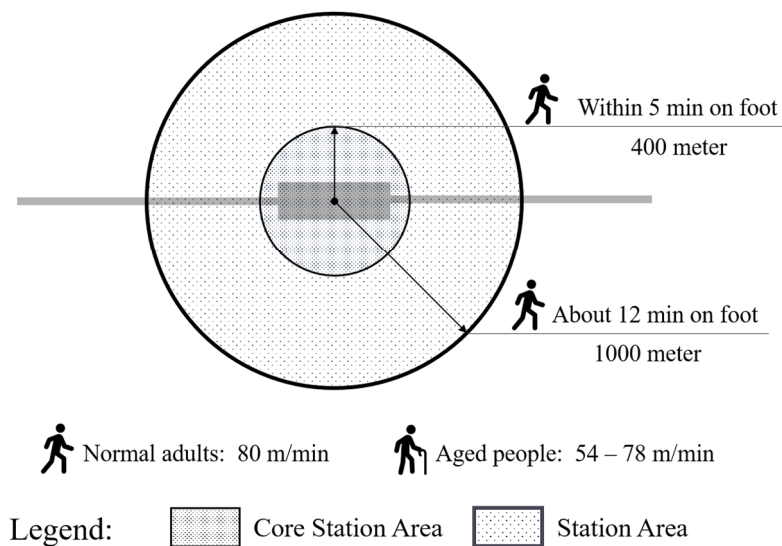 Within 5 min on foot
400 meter
About 12 min on foot
1000 meter
Normal adults: 80 m/min
Aged people: 54 – 78 m/min
Legend:
Core Station Area
Station Area